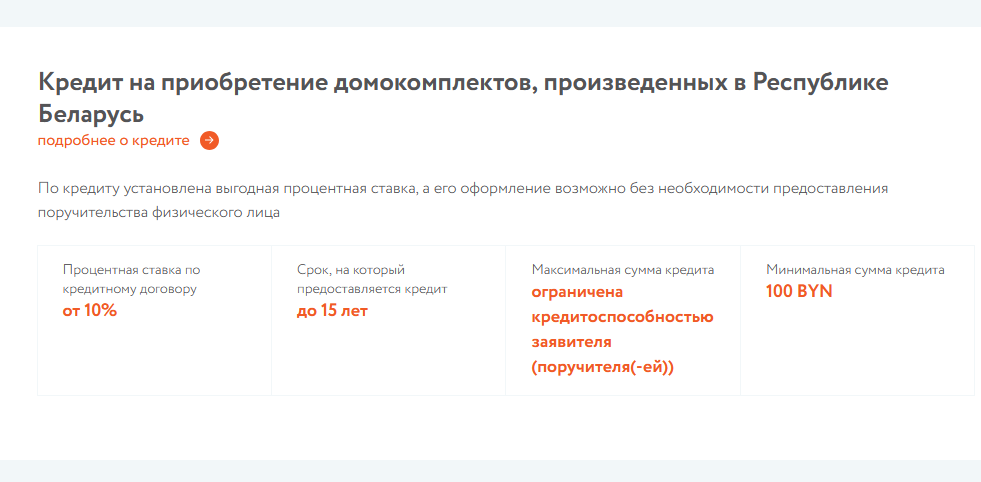 Кредит на приобретение домокомплектов, произведенных в Республике
Беларусь
подробнее о кредите
По кредиту установлена выгодная процентная ставка, а его оформление возможно без необходимости предоставления
поручительства физического лица
Процентная ставка по
кредитному договору
от 10%
Срок, на который
предоставляется кредит
до 15 лет
Максимальная сумма кредита
ограничена
кредитоспособностью
заявителя
(поручителя(-ей))
Минимальная сумма кредита
100 BYN